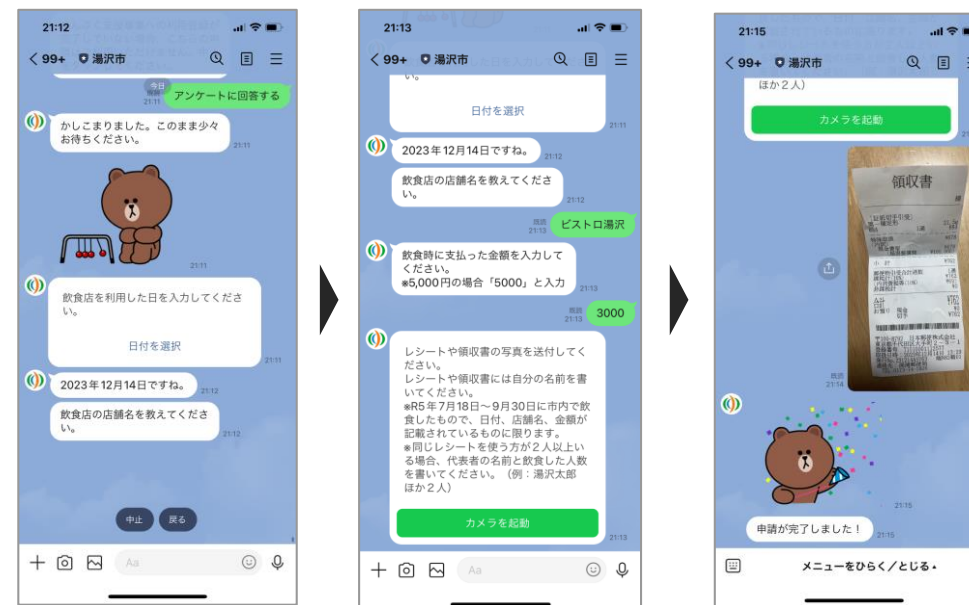 21:12
99+ 湯沢市
今日
既読
21:11
アンケートに回答する
かしこまりました。このまま少々
お待ちください。
21:11
21:11
飲食店を利用した日を入力してくださ
い。
日付を選択
21:11
2023年12月14日ですね。
21:12
飲食店の店舗名を教えてくださ
い。
21:12
中止
戻る
Aa
21:13
99+ 湯沢市
い。
日付を選択
21:11
2023年12月14日ですね。
21:12
飲食店の店舗名を教えてくださ
い。
21:12
既読
21:13
ビストロ湯沢
飲食時に支払った金額を入力して
ください。
※5,000円の場合「5000」と入力
21:13
既読
21:13
3000
レシートや領収書の写真を送付してく
ださい。
レシートや領収書には自分の名前を書
いてください。
※R5年7月18日～9月30日に市内で飲
食したもので、日付、店舗名、金額が
記載されているものに限ります。
※同じレシートを使う方が２人以上い
る場合、代表者の名前と飲食した人数
を書いてください。（例：湯沢太郎
ほか２人）
カメラを起動
21:13
Aa
21:15
99+ 湯沢市
ほか２人）
カメラを起動
領収書
様
小 計
既読
21:14
21:15
申請が完了しました！
21:15
メニューをひらく／とじる